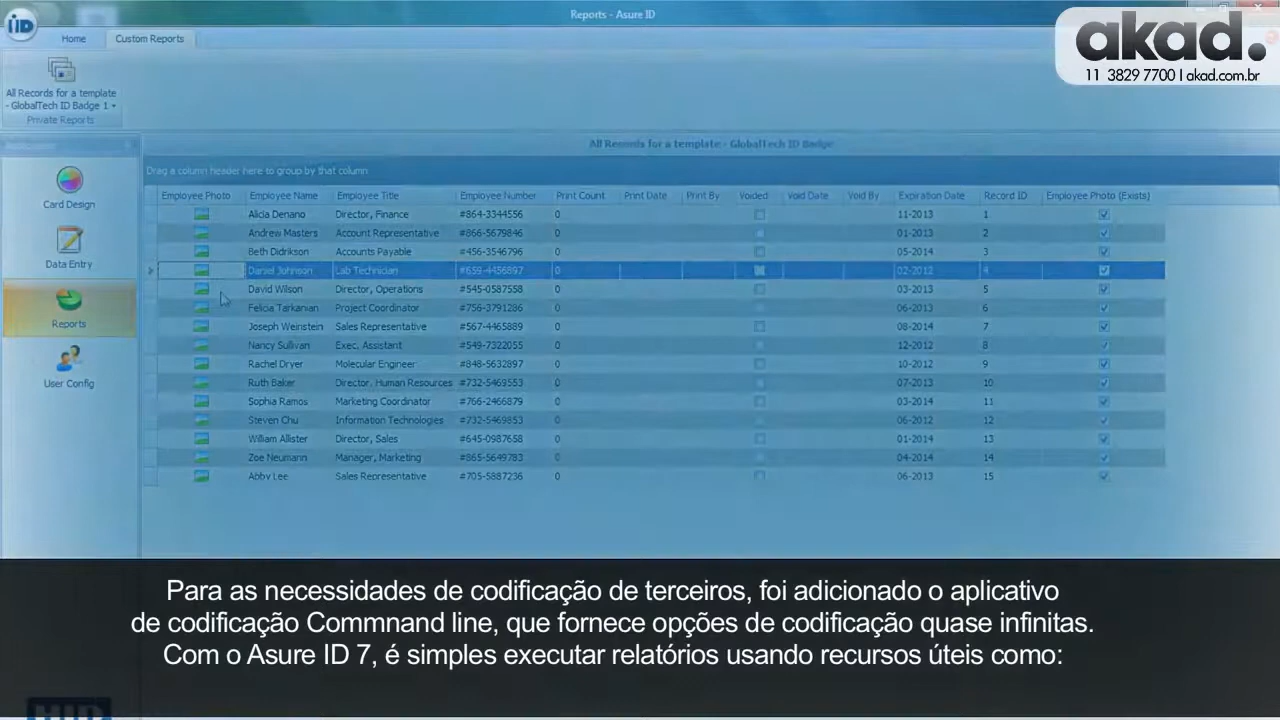 Reports - Asure ID
iID
Home
Custom Reports
akad.
11 3829 7700 | akad.com.br
All Records for a template
- GlobalTech ID Badge 1
Private Reports
All Records for a template - GlobalTech ID Badge
Drag a column header here to group by that column
Card Design
Data Entry
Reports
User Config
Employee Photo Employee Name Employee Title Employee Number Print Count Print Date Print By Voided Void Date Void By Expiration Date Record ID Employee Photo (Exists)
Alicia Denano Director, Finance #864-3344556 0 11-2013 1
Andrew Masters Account Representative #866-5679846 0 01-2013 2
Beth Didrikson Accounts Payable #456-3546796 0 05-2014 3
Daniel Johnson Lab Technician #659-4456897 0 02-2012 4
David Wilson Director, Operations #545-0587558 0 03-2013 5
Felicia Tarkanian Project Coordinator #756-3791286 0 06-2013 6
Joseph Weinstein Sales Representative #567-4465889 0 08-2014 7
Nancy Sullivan Exec. Assistant #549-7322055 0 12-2012 8
Rachel Dryer Molecular Engineer #848-5632897 0 10-2012 9
Ruth Baker Director, Human Resources #732-5469553 0 07-2013 10
Sophia Ramos Marketing Coordinator #766-2466879 0 03-2014 11
Steven Chu Information Technologies #732-5469853 0 06-2012 12
William Allister Director, Sales #645-0987658 0 01-2014 13
Zoe Neumann Manager, Marketing #865-5649783 0 04-2014 14
Abby Lee Sales Representative #705-5887236 0 06-2013 15
Para as necessidades de codificação de terceiros, foi adicionado o aplicativo
de codificação Commnand line, que fornece opções de codificação quase infinitas.
Com o Asure ID 7, é simples executar relatórios usando recursos úteis como:
HID